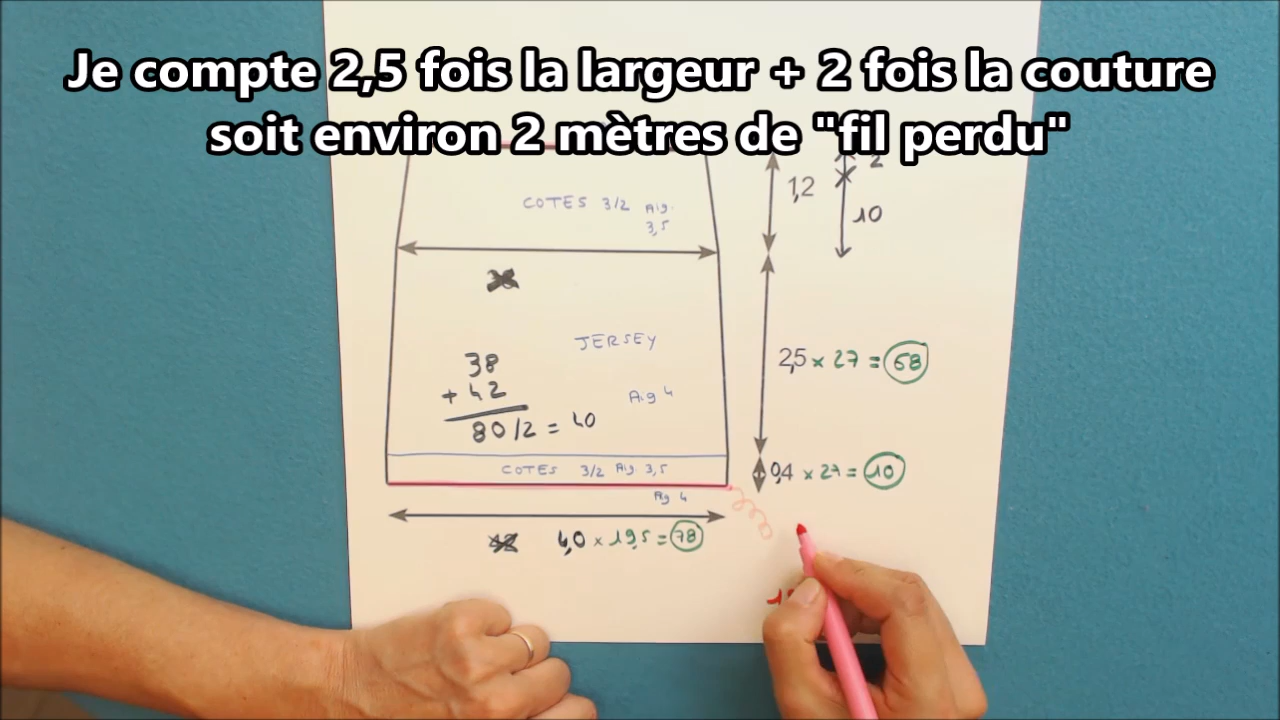 Je compte 2,5 fois la largeur + 2 fois la couture
soit environ 2 mètres de "fil perdu"
2
1,2
10
COTES 3/2 Aig.
3,5
JERSEY
2,5 × 27 = 68
38
+ 42
80/2 = 40
Aig 4
COTES 3/2 Aig. 3,5
0,4 × 27 = 10
Aig 4
4,0 × 19,5 = 78